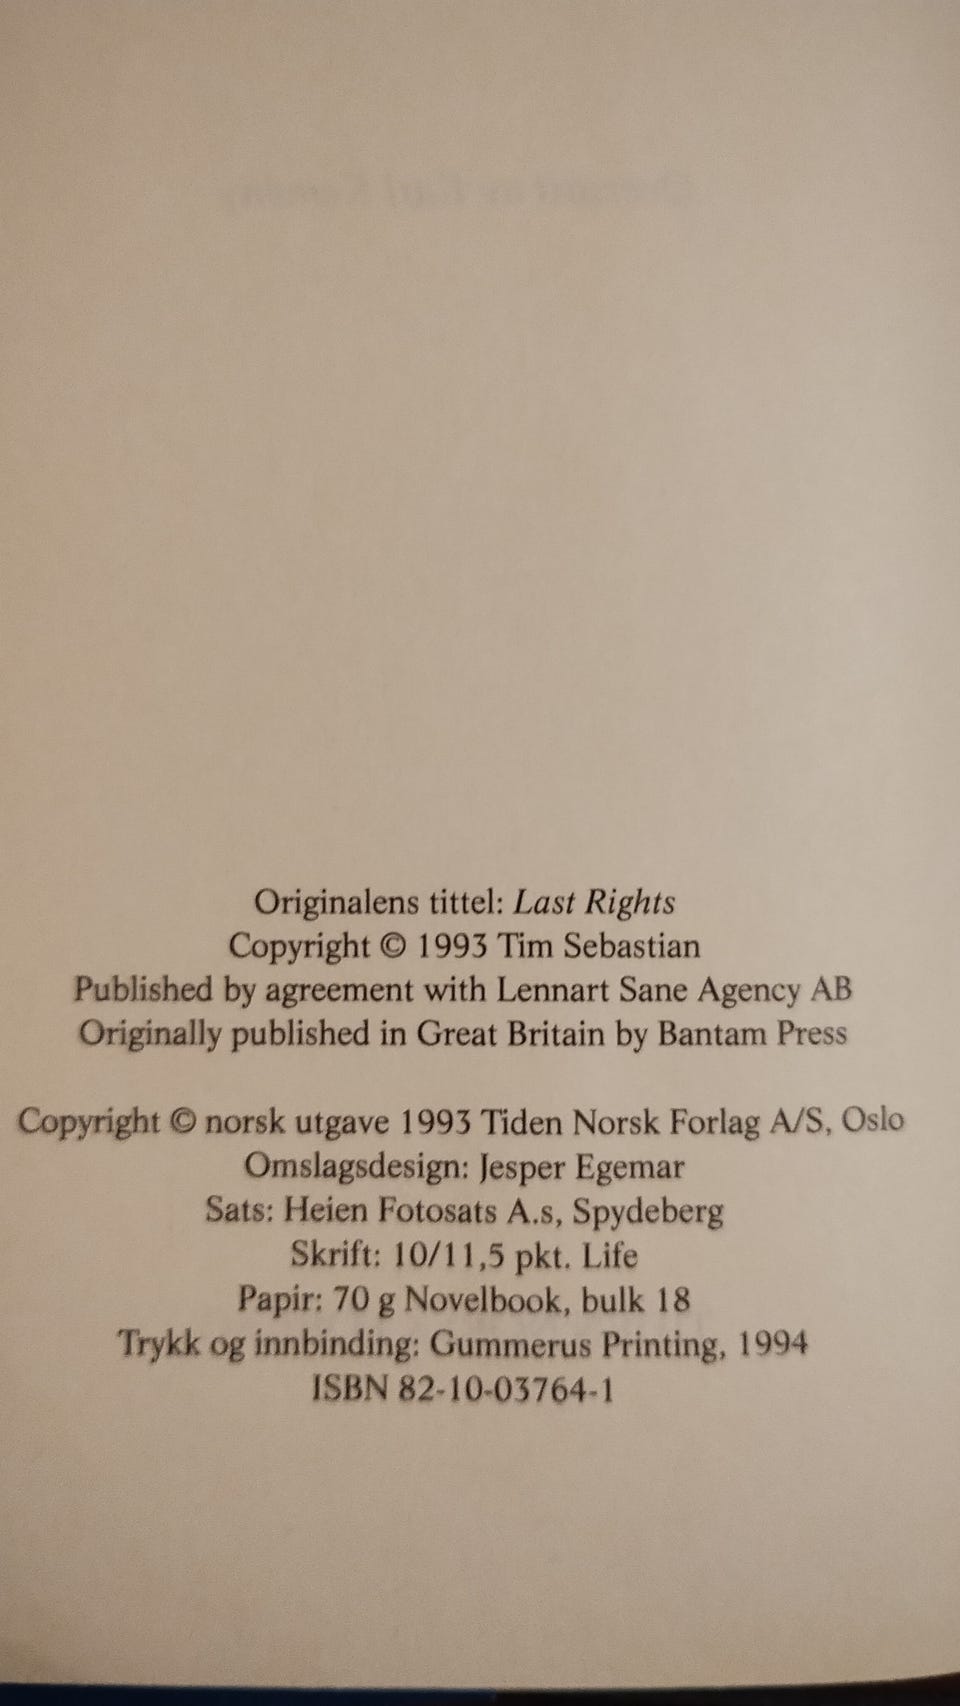 Originalens tittel: Last Rights
Copyright © 1993 Tim Sebastian
Published by agreement with Lennart Sane Agency AB
Originally published in Great Britain by Bantam Press
Copyright © norsk utgave 1993 Tiden Norsk Forlag A/S, Oslo
Omslagsdesign: Jesper Egemar
Sats: Heien Fotosats A.s, Spydeberg
Skrift: 10/11,5 pkt. Life
Papir: 70 g Novelbook, bulk 18
Trykk og innbinding: Gummerus Printing, 1994
ISBN 82-10-03764-1